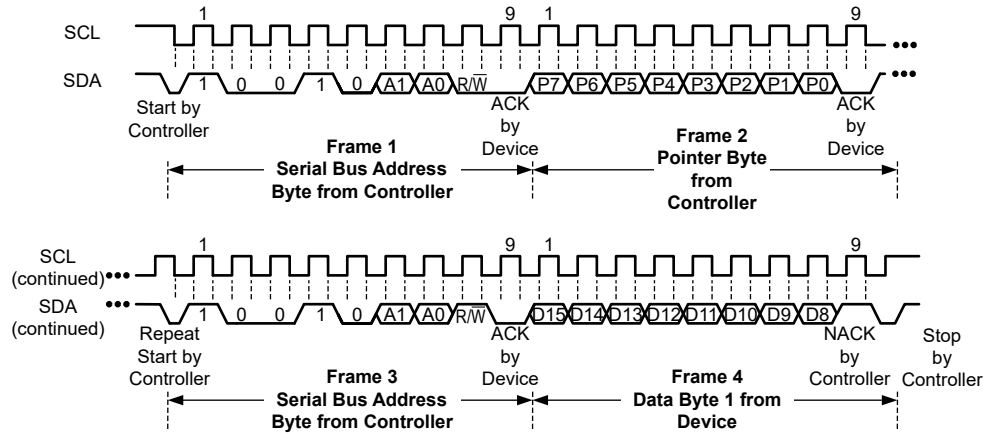 1 9 1 9
SCL
SDA 1 0 0 1 0 A1 A0 R/W̅ P7 P6 P5 P4 P3 P2 P1 P0
Start by
Controller
ACK
by
Device
ACK
by
Device
Frame 1
Serial Bus Address
Byte from Controller
Frame 2
Pointer Byte
from
Controller
1 9 1 9
SCL
(continued)
SDA
(continued)
1 0 0 1 0 A1 A0 R/W̅ D15 D14 D13 D12 D11 D10 D9 D8
Repeat
Start by
Controller
ACK
by
Device
NACK
by
Controller
Stop
by
Controller
Frame 3
Serial Bus Address
Byte from Controller
Frame 4
Data Byte 1 from
Device